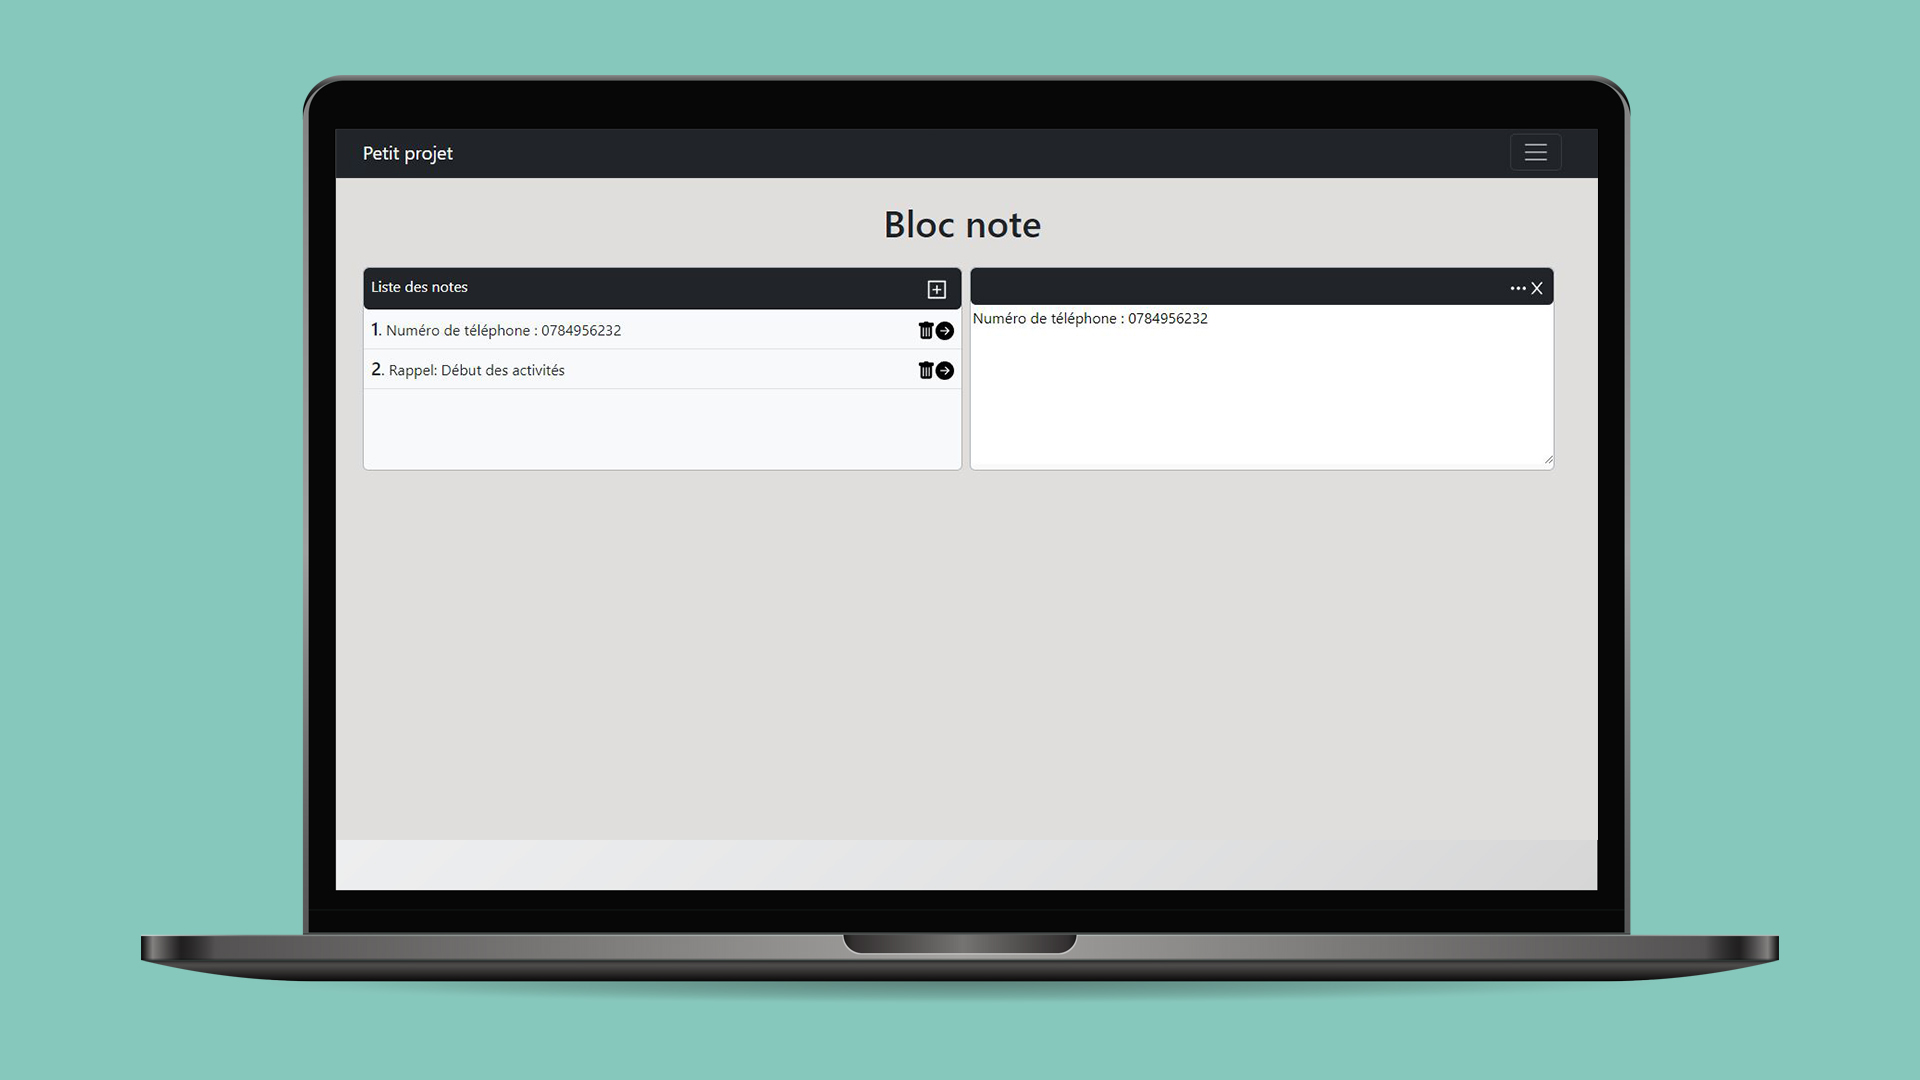 Petit projet
Bloc note
Liste des notes
1. Numéro de téléphone : 0784956232
2. Rappel: Début des activités
Numéro de téléphone : 0784956232